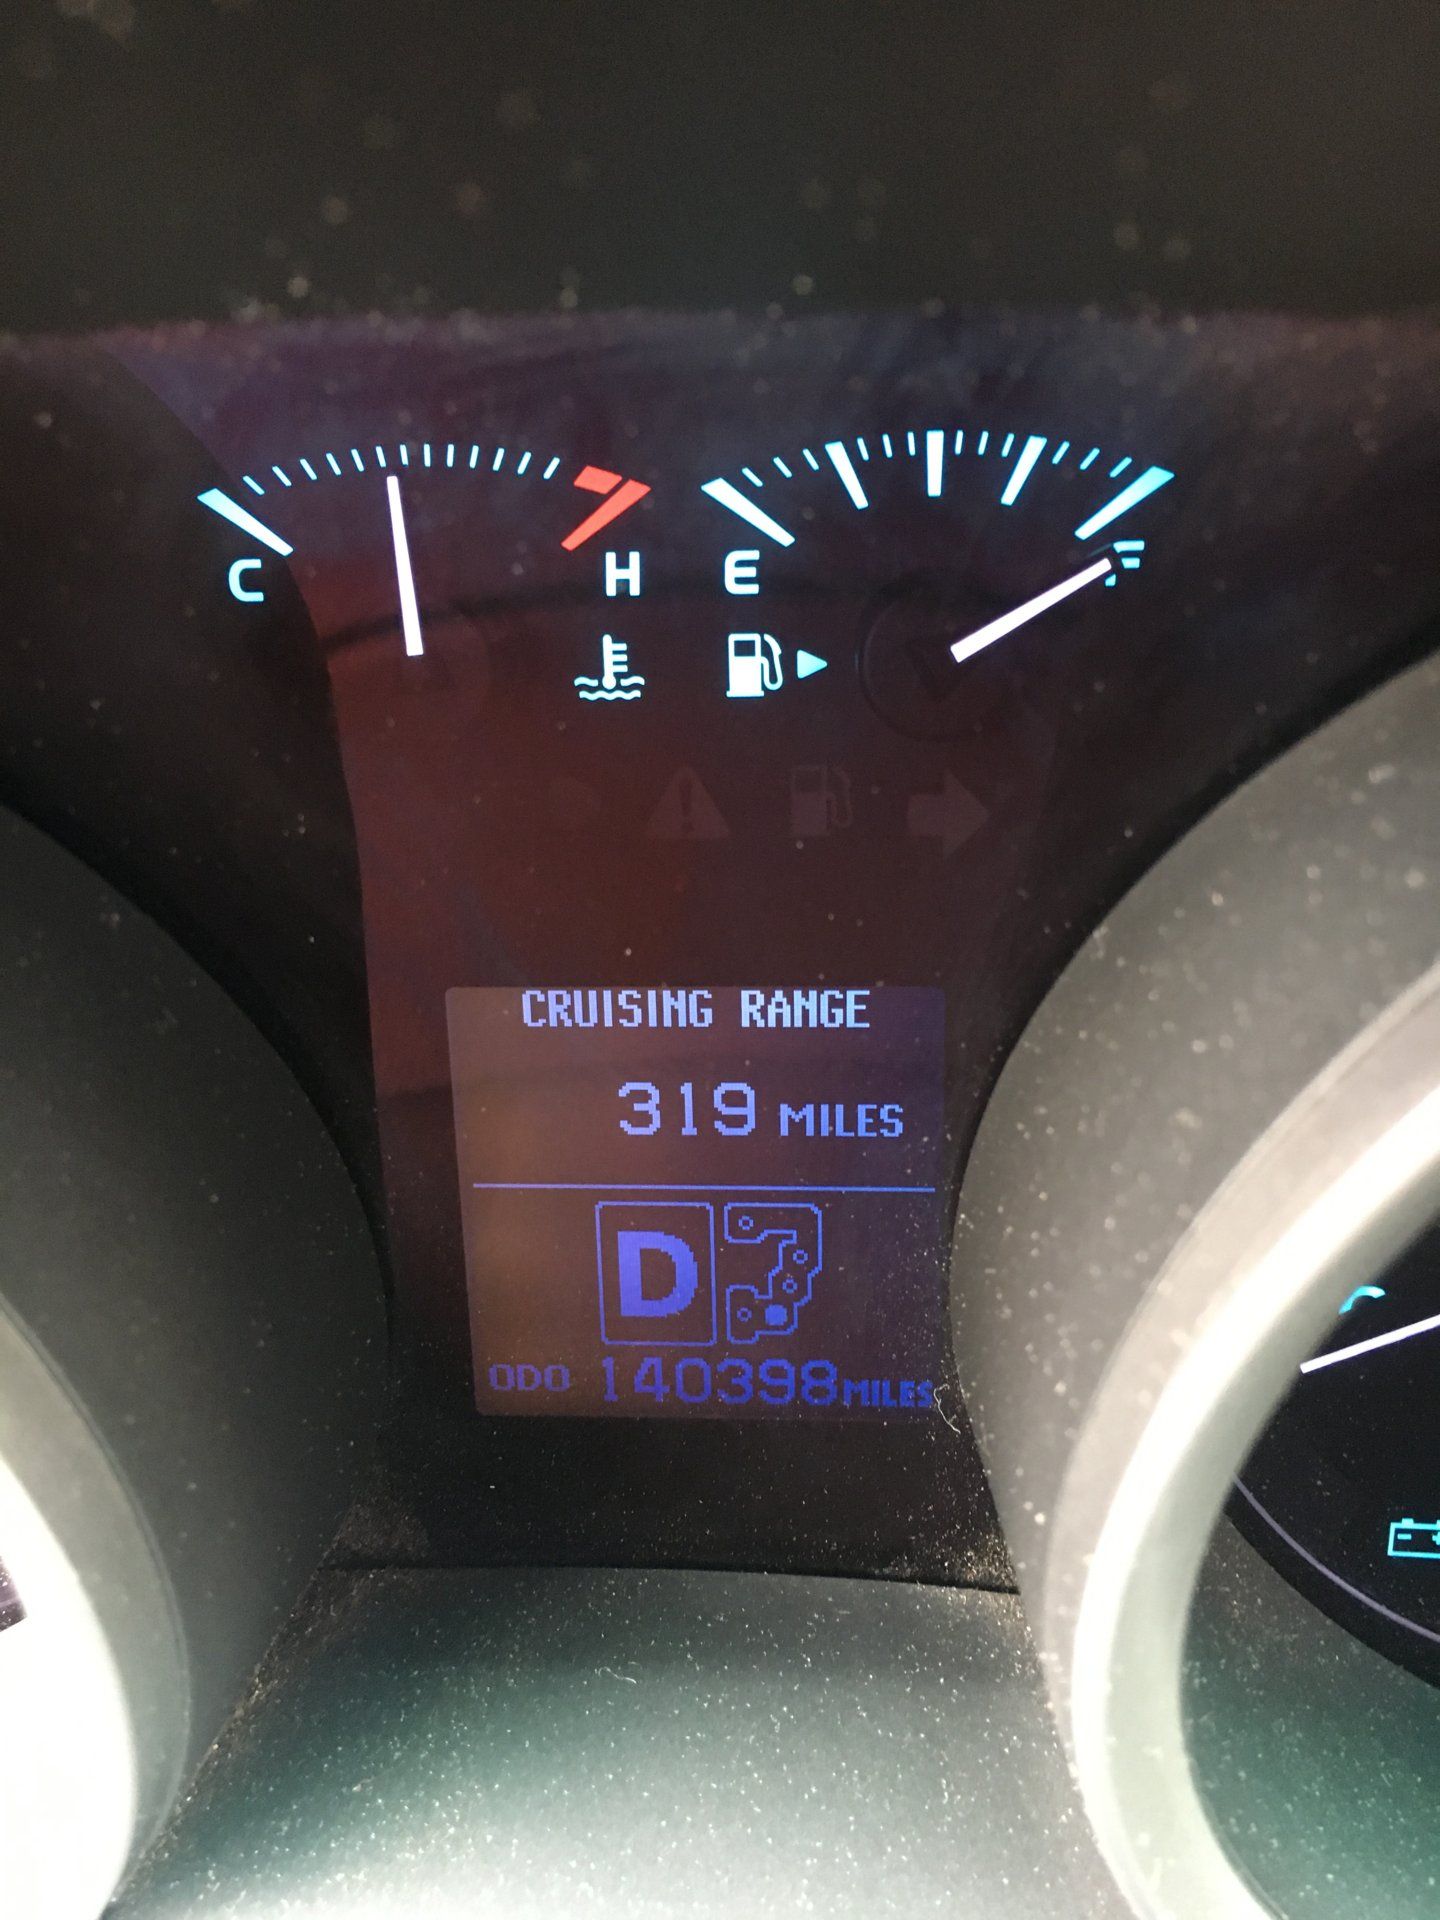 C
H
E
F
CRUISING RANGE
319 MILES
D
ODO 140398 MILES